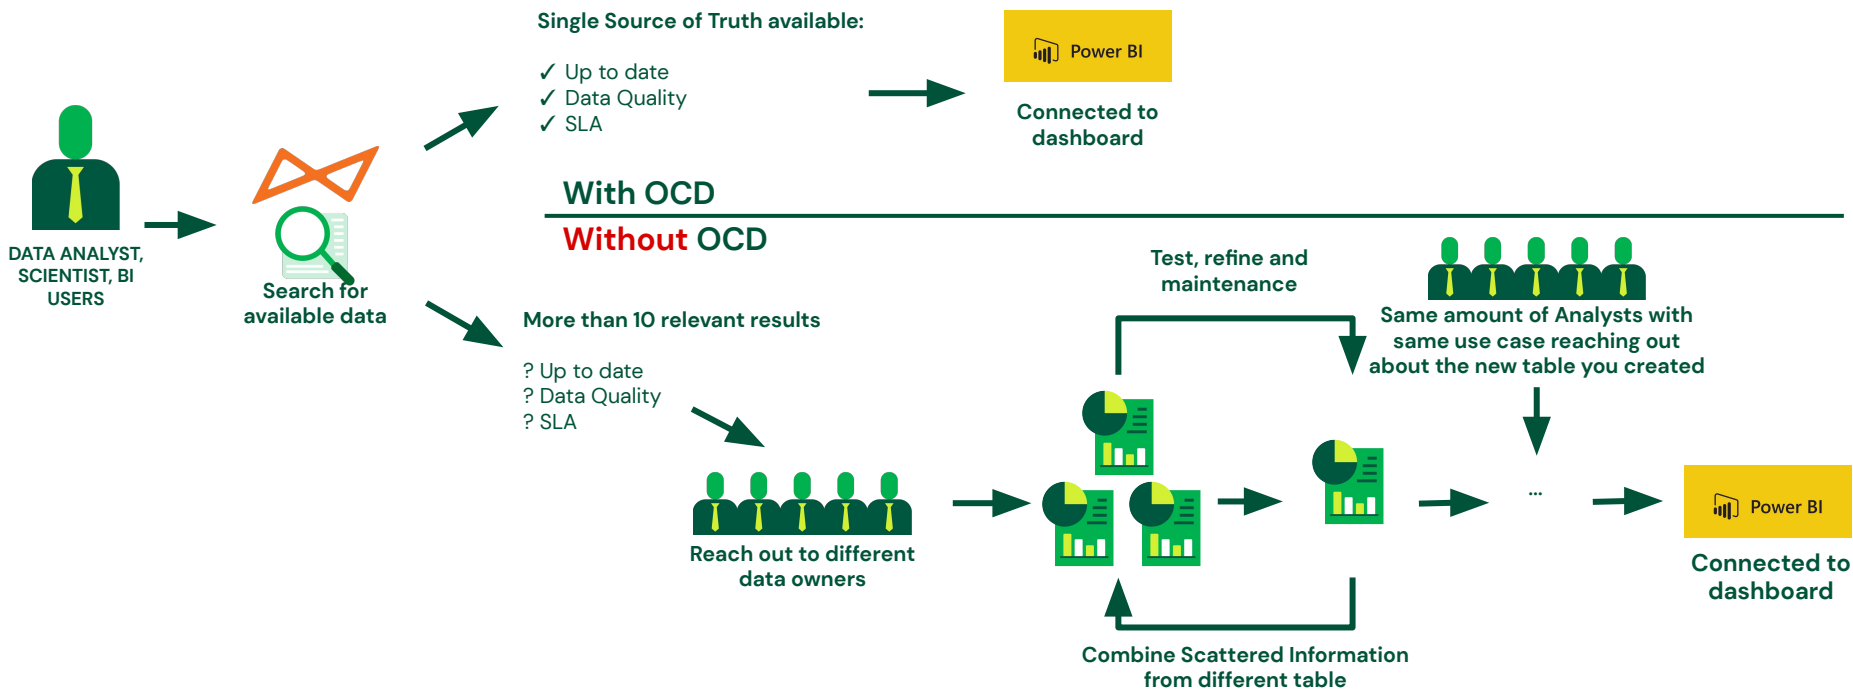 Single Source of Truth available:
✓ Up to date
✓ Data Quality
✓ SLA
Power BI
Connected to
dashboard
DATA ANALYST,
SCIENTIST, BI
USERS
Search for
available data
With OCD
Without OCD
More than 10 relevant results
? Up to date
? Data Quality
? SLA
Reach out to different
data owners
Test, refine and
maintenance
Combine Scattered Information
from different table
Same amount of Analysts with
same use case reaching out
about the new table you created
...
Power BI
Connected to
dashboard